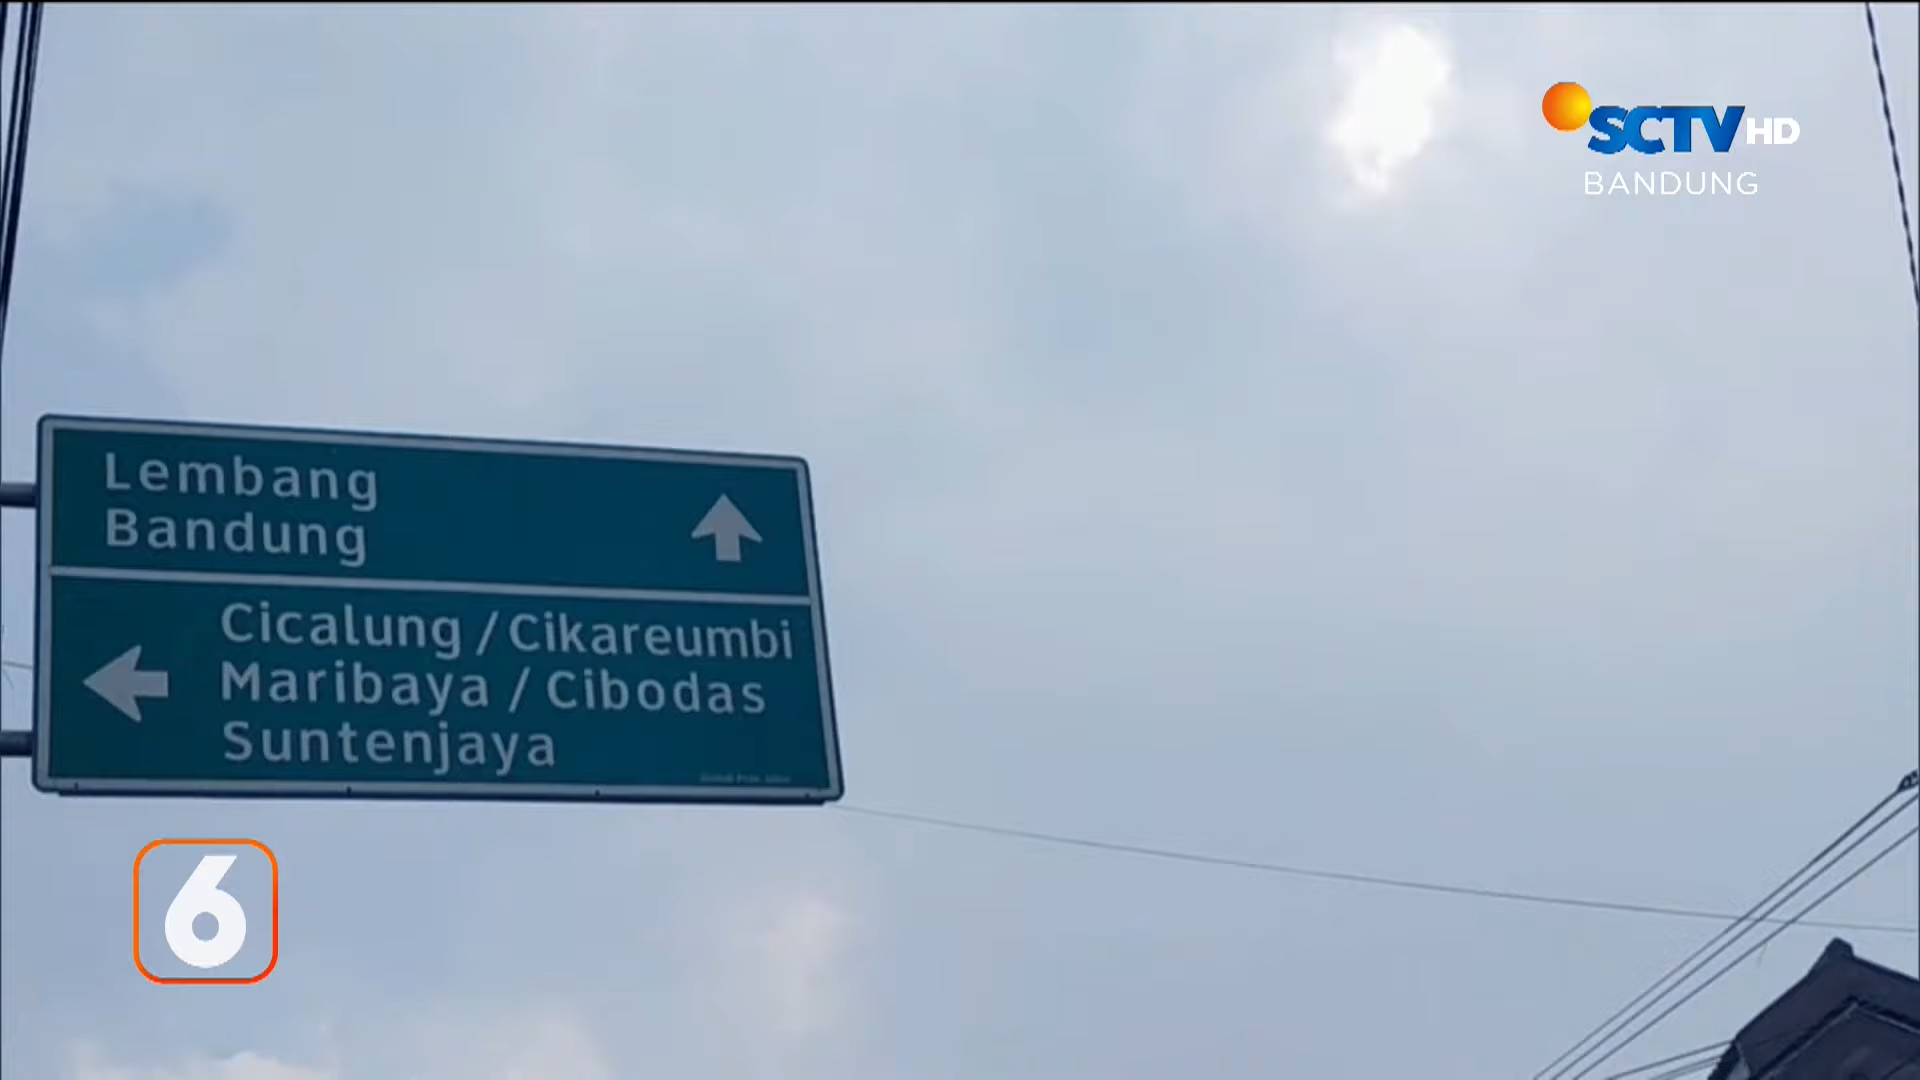 SCTV HD
BANDUNG
Lembang
Bandung
Cicalung / Cikareumbi
Maribaya / Cibodas
Suntenjaya
6